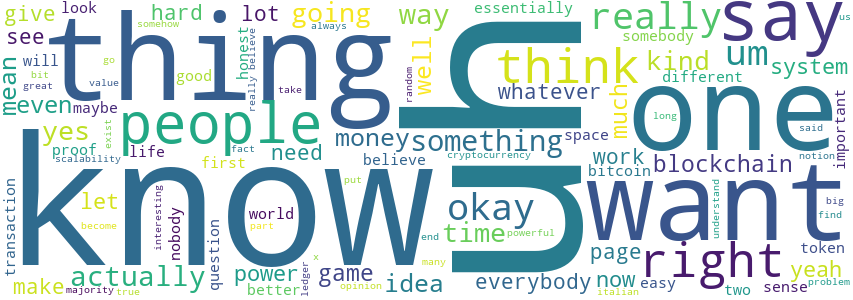 give
look
hard
somehow
lot
going
always
way
essentially
really
say
us
see
thing
honest
really believe
uh
think
somebody
um
kind
system
will
bit
go
great
value
good
take
random
well
whatever
different
mean
even
maybe
people
much
one
long
said
important
yes
exist
money
something
space
proof
scalability
life
fact
first
need
believe
cryptocurrency
work
bitcoin
blockchain
notion
know
let
become
interesting
nobody
world
part
put
okay
want
understand
big
find
transaction
question
time
powerful
end
many
right
token
actually
power
better
game
idea
everybody
page
now
easy
two
sense
yeah
problem
make
majority
true
ledger
x
opinion
italian